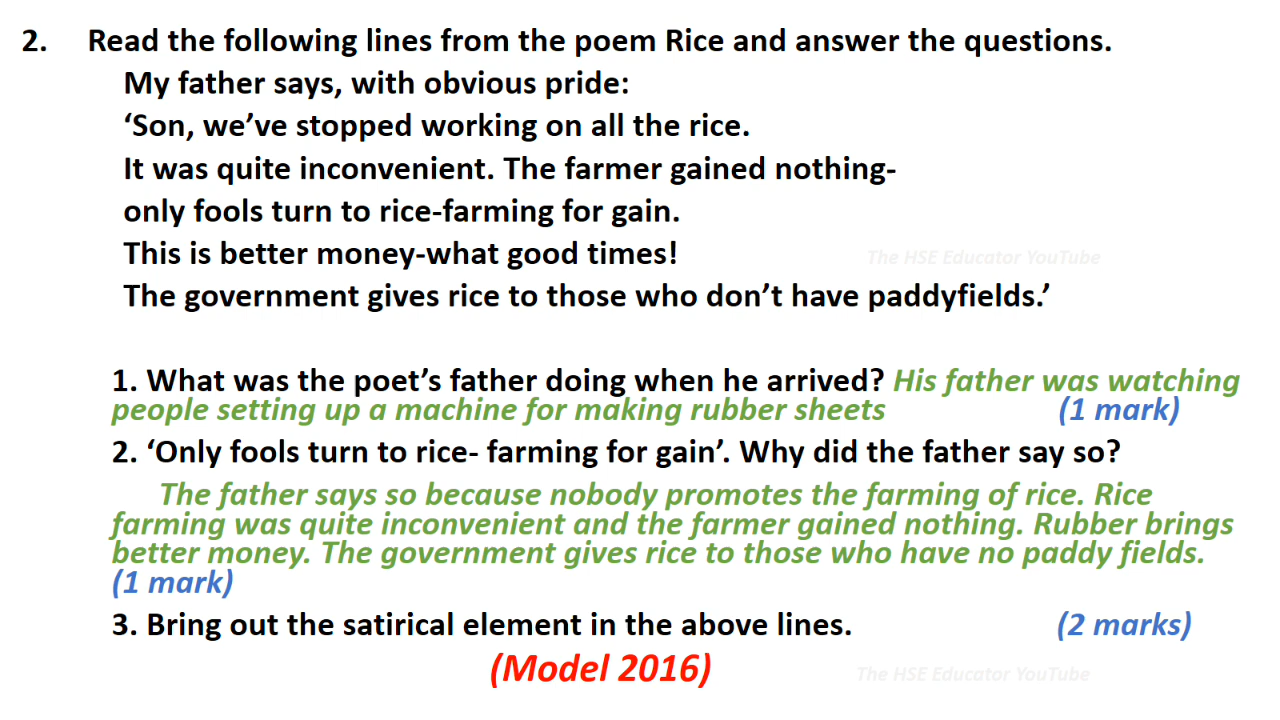 2. Read the following lines from the poem Rice and answer the questions.
My father says, with obvious pride:
‘Son, we’ve stopped working on all the rice.
It was quite inconvenient. The farmer gained nothing-
only fools turn to rice-farming for gain.
This is better money-what good times!
The HSE Educator YouTube
The government gives rice to those who don’t have paddyfields.’
1. What was the poet’s father doing when he arrived? His father was watching
people setting up a machine for making rubber sheets (1 mark)
2. ‘Only fools turn to rice- farming for gain’. Why did the father say so?
The father says so because nobody promotes the farming of rice. Rice
farming was quite inconvenient and the farmer gained nothing. Rubber brings
better money. The government gives rice to those who have no paddy fields.
(1 mark)
3. Bring out the satirical element in the above lines. (2 marks)
(Model 2016)
The HSE Educator YouTube